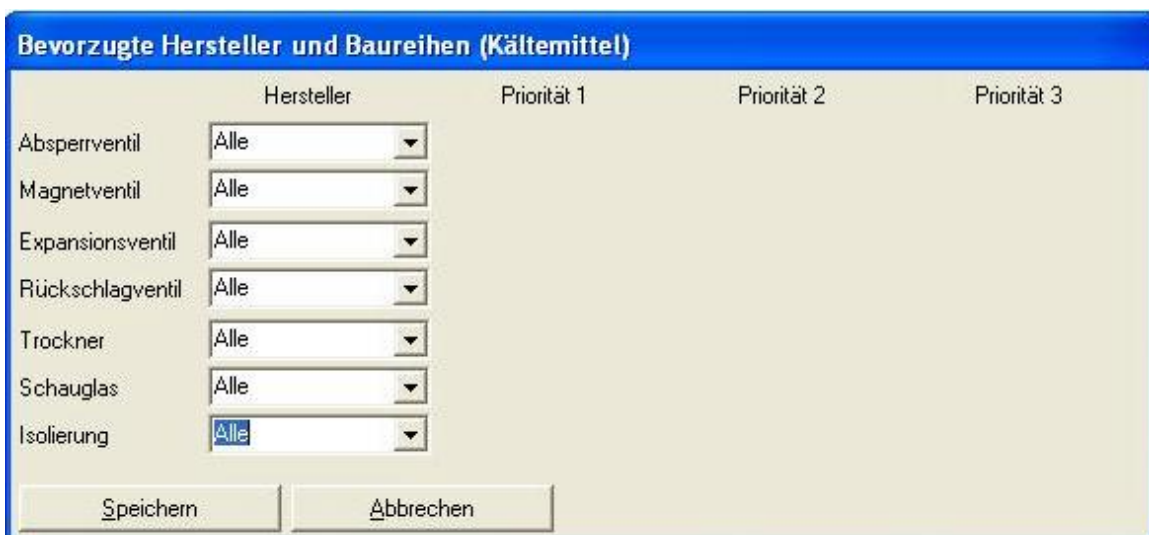 Bevorzugte Hersteller und Baureihen (Kältemittel)
Hersteller Priorität 1 Priorität 2 Priorität 3
Absperrventil Alle
Magnetventil Alle
Expansionsventil Alle
Rückschlagventil Alle
Trockner Alle
Schauglas Alle
Isolierung Alle
Speichern Abbrechen